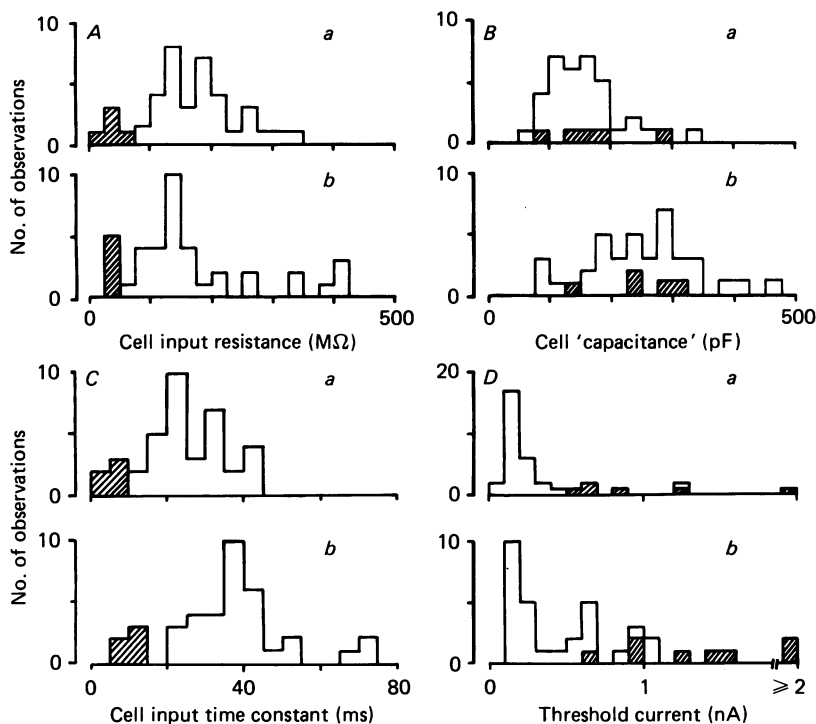 10
A
a
0
10
b
0
0
500
Cell input resistance (MΩ)
No. of observations
10
B
a
0
10
b
0
0
500
Cell 'capacitance' (pF)
10
C
a
0
10
b
0
0
40
80
Cell input time constant (ms)
No. of observations
20
D
a
10
0
10
b
0
0
1
⩾ 2
Threshold current (nA)